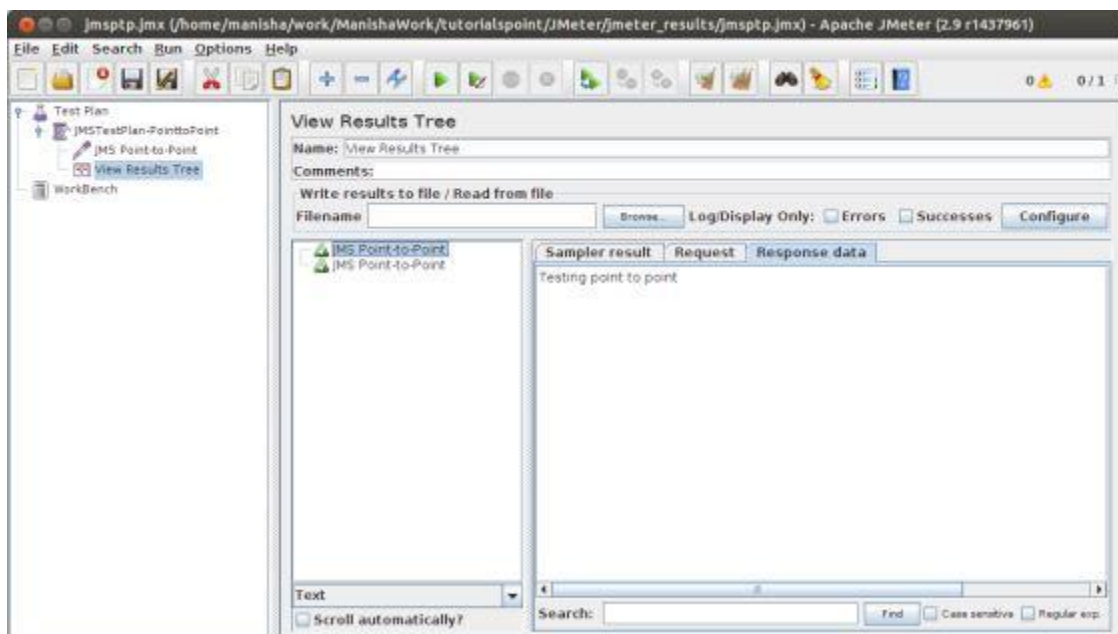 jmsptp.jmx (/home/manisha/work/ManishaWork/tutorialspoint/JMeter/jmeter_results/jmsptp.jmx) - Apache JMeter (2.9 r1437961)
File Edit Search Run Options Help
0 0/1
Test Plan
JMSTestPlan-PointtoPoint
JMS Point-to-Point
View Results Tree
WorkBench
View Results Tree
Name: View Results Tree
Comments:
Write results to file / Read from file
Filename Browse... Log/Display Only: Errors Successes Configure
JMS Point-to-Point
JMS Point-to-Point
Sampler result Request Response data
Testing point to point
Text
Scroll automatically?
Search: Find Case sensitive Regular exp.